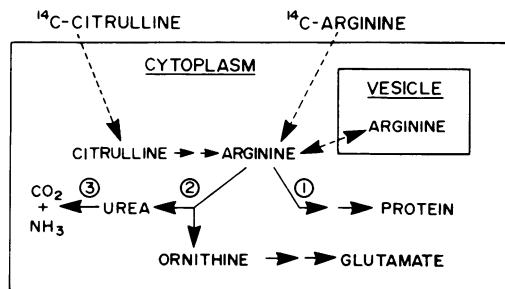 ¹⁴C-CITRULLINE ¹⁴C-ARGININE
CYTOPLASM
VESICLE
ARGININE
CITRULLINE ARGININE
CO₂
+
NH₃
③ UREA ② ①
PROTEIN
ORNITHINE GLUTAMATE